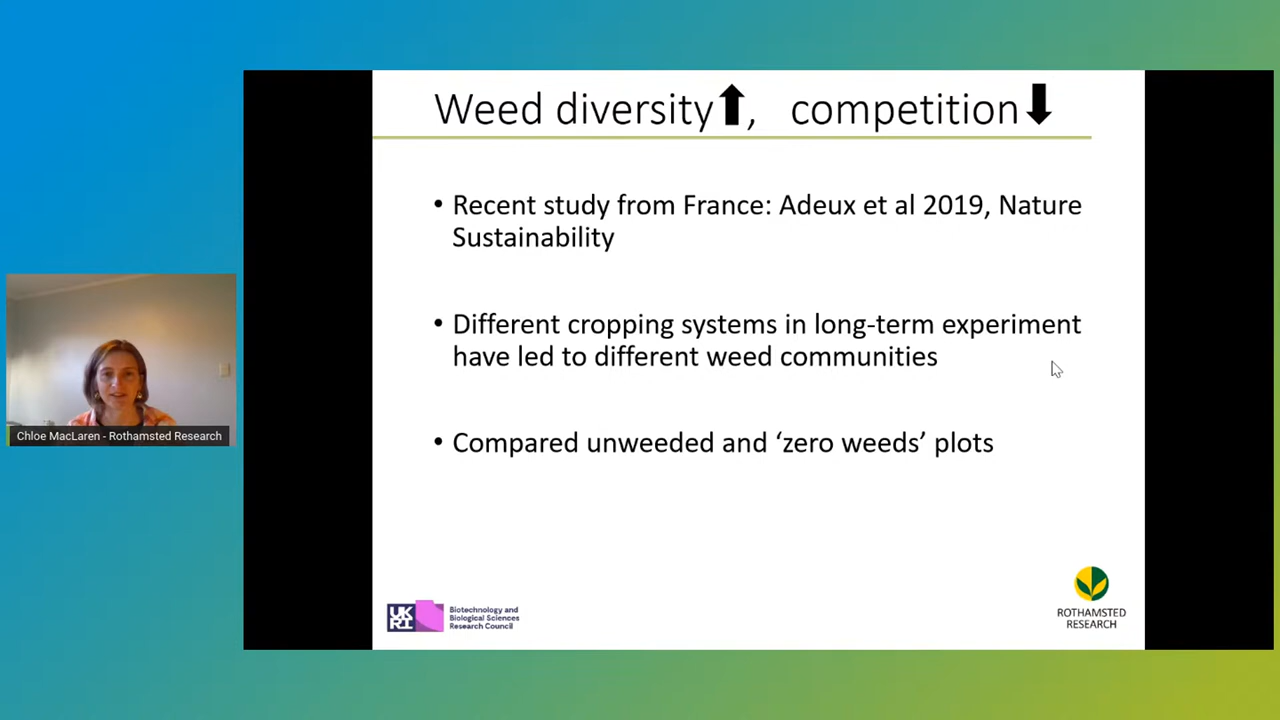 Weed diversity, competition
• Recent study from France: Adeux et al 2019, Nature
Sustainability
• Different cropping systems in long-term experiment
have led to different weed communities
• Compared unweeded and ‘zero weeds’ plots
Chloe MacLaren - Rothamsted Research
UK
RI
Biotechnology and
Biological Sciences
Research Council
ROTHAMSTED
RESEARCH